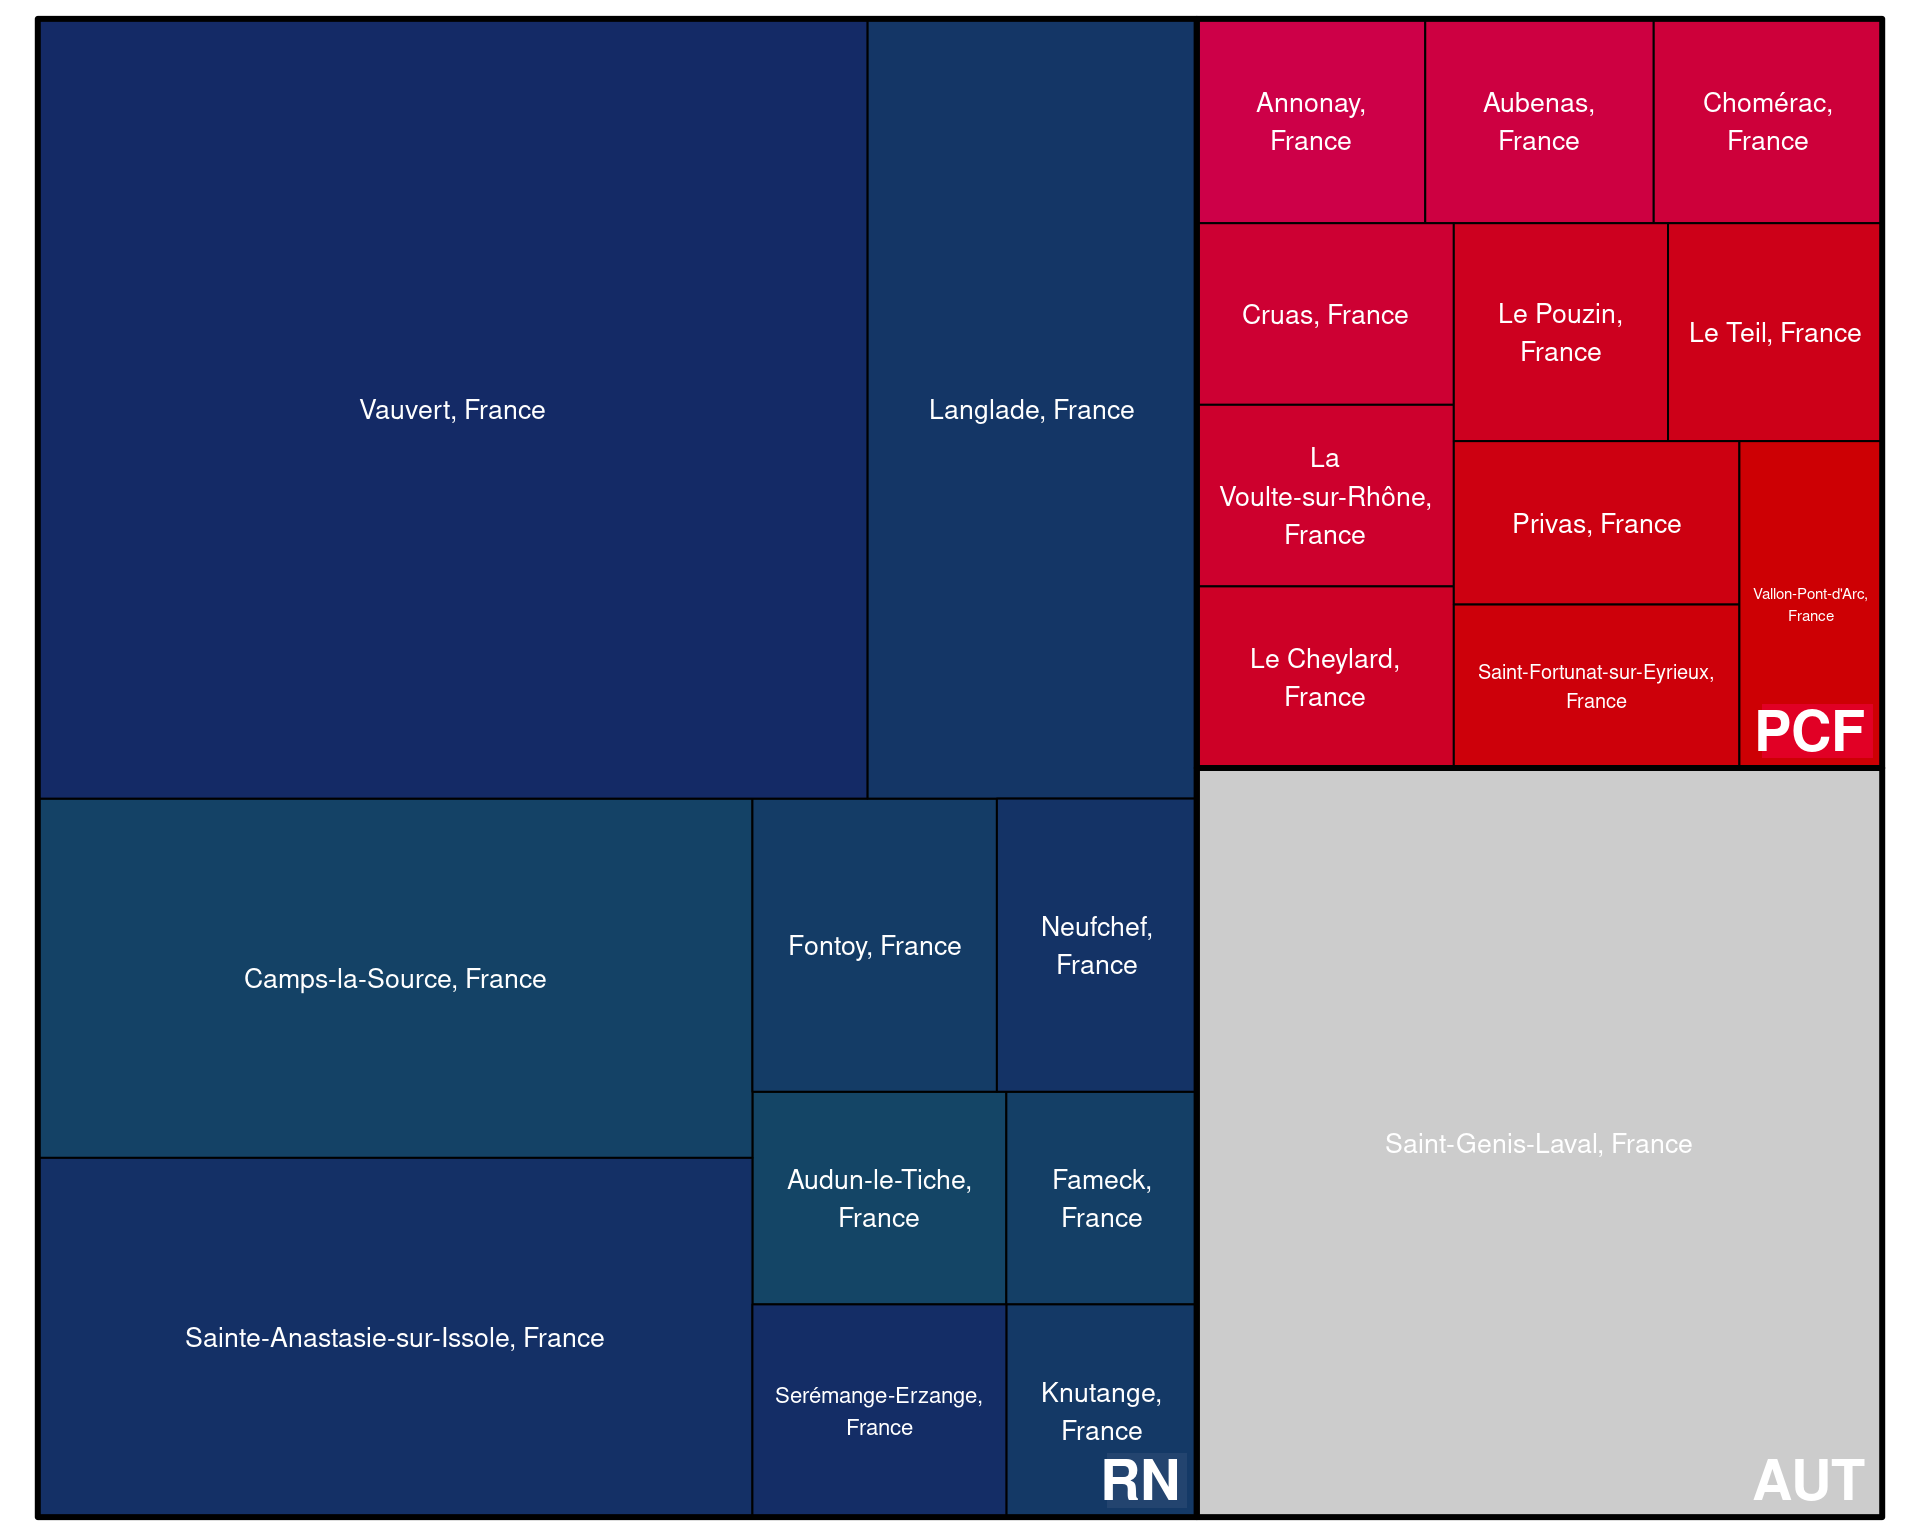 Vauvert, France
Langlade, France
Camps-la-Source, France
Sainte-Anastasie-sur-Issole, France
Fontoy, France
Neufchef,
France
Audun-le-Tiche,
France
Fameck,
France
Serémange-Erzange,
France
Knutange,
France
RN
Annonay,
France
Aubenas,
France
Chomérac,
France
Cruas, France
La
Voulte-sur-Rhône,
France
Le Cheylard,
France
Le Pouzin,
France
Le Teil, France
Privas, France
Saint-Fortunat-sur-Eyrieux,
France
Vallon-Pont-d'Arc,
France
PCF
Saint-Genis-Laval, France
AUT